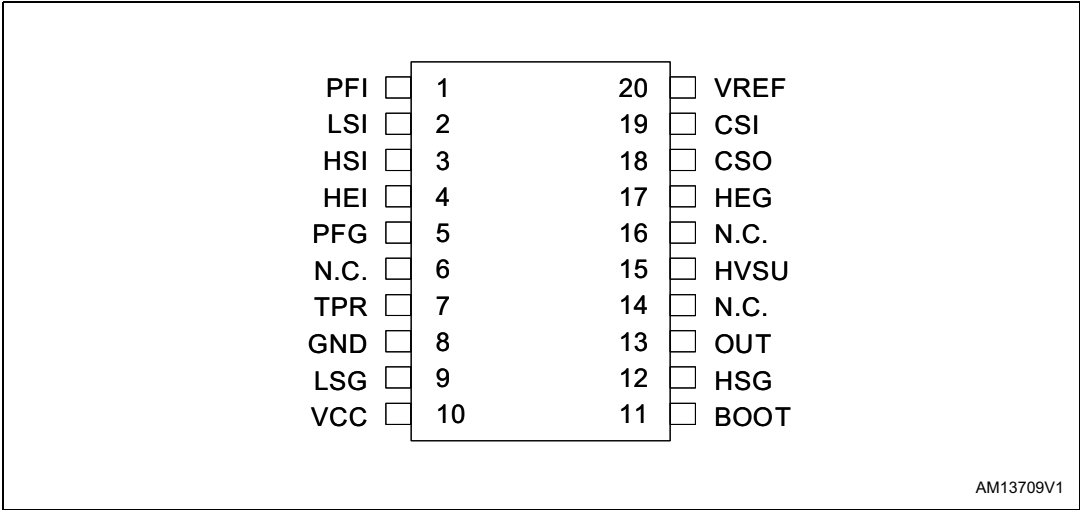 PFI 1 20 VREF
LSI 2 19 CSI
HSI 3 18 CSO
HEI 4 17 HEG
PFG 5 16 N.C.
N.C. 6 15 HVSU
TPR 7 14 N.C.
GND 8 13 OUT
LSG 9 12 HSG
VCC 10 11 BOOT
AM13709V1